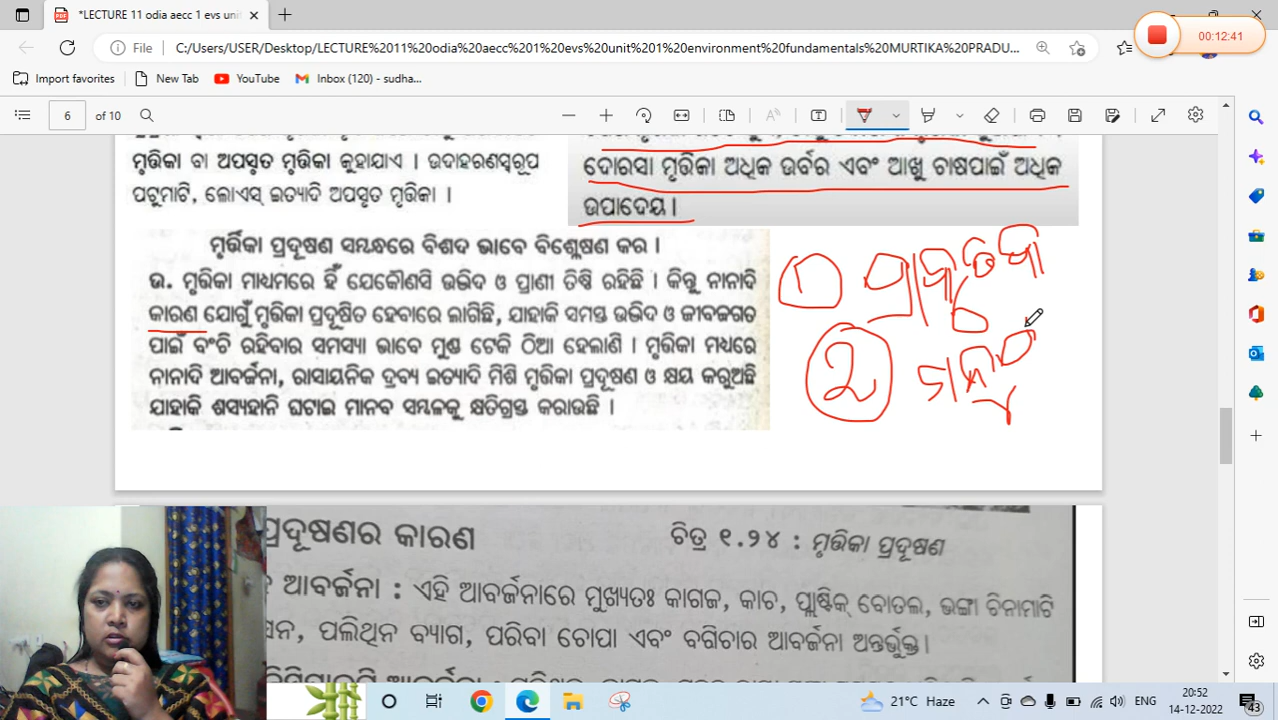 *LECTURE 11 odia aecc 1 evs uni
00:12:41
File
C:/Users/USER/Desktop/LECTURE%2011%20odia%20aecc%201%20evs%20unit%201%20environment%20fundamentals%20MURTIKA%20PRADU...
Import favorites
New Tab
YouTube
Inbox (120) - sudha...
6 of 10
ମୃତ୍ତିକା ବା ଅପସୃତ ମୃତ୍ତିକା କୁହାଯାଏ । ଉଦାହରଣସ୍ୱରୂପ
ପଟୁମାଟି, ଲୋଏସ୍ ଇତ୍ୟାଦି ଅପସୃତ ମୃତ୍ତିକା ।
ଦୋରସା ମୃତ୍ତିକା ଅଧିକ ଉର୍ବର ଏବଂ ଆଖୁ ଚାଷପାଇଁ ଅଧିକ
ଉପାଦେୟ ।
ମୃର୍ତ୍ତିକା ପ୍ରଦୂଷଣ ସମ୍ବନ୍ଧରେ ବିଶଦ ଭାବେ ବିଶ୍ଳେଷଣ କର ।
ଉ. ମୃତ୍ତିକା ମାଧ୍ୟମରେ ହିଁ ଯେକୌଣସି ଉଦ୍ଭିଦ ଓ ପ୍ରାଣୀ ତିଷ୍ଠି ରହିଛି । କିନ୍ତୁ ନାନାଦି
କାରଣ ଯୋଗୁଁ ମୃତ୍ତିକା ପ୍ରଦୂଷିତ ହେବାରେ ଲାଗିଛି, ଯାହାକି ସମସ୍ତ ଉଦ୍ଭିଦ ଓ ଜୀବଜଗତ
ପାଇଁ ବଂଚି ରହିବାର ସମସ୍ୟା ଭାବେ ମୁଣ୍ଡ ଟେକି ଠିଆ ହେଲାଣି । ମୃତ୍ତିକା ମଧ୍ୟରେ
ନାନାଦି ଆବର୍ଜନା, ରାସାୟନିକ ଦ୍ରବ୍ୟ ଇତ୍ୟାଦି ମିଶି ମୃତ୍ତିକା ପ୍ରଦୂଷଣ ଓ କ୍ଷୟ କରୁଅଛି
ଯାହାକି ଶସ୍ୟହାନି ଘଟାଇ ମାନବ ସମ୍ବଳକୁ କ୍ଷତିଗ୍ରସ୍ତ କରାଉଛି ।
୧ ପ୍ରାକୃତିକ
୨
ପ୍ରଦୂଷଣର କାରଣ
ଚିତ୍ର ୧.୨୪ : ମୃତ୍ତିକା ପ୍ରଦୂଷଣ
ଆବର୍ଜନା : ଏହି ଆବର୍ଜନାରେ ମୁଖ୍ୟତଃ କାଗଜ, କାଚ, ପ୍ଲାଷ୍ଟିକ୍ ବୋତଲ, ଭଙ୍ଗା ଚିନାମାଟି
ପଲିଥିନ ବ୍ୟାଗ, ପରିବା ଚୋପା ଏବଂ ବଗିଚାର ଆବର୍ଜନା ଅନ୍ତର୍ଭୁକ୍ତ ।
21°C Haze
ENG
20:52
14-12-2022
43